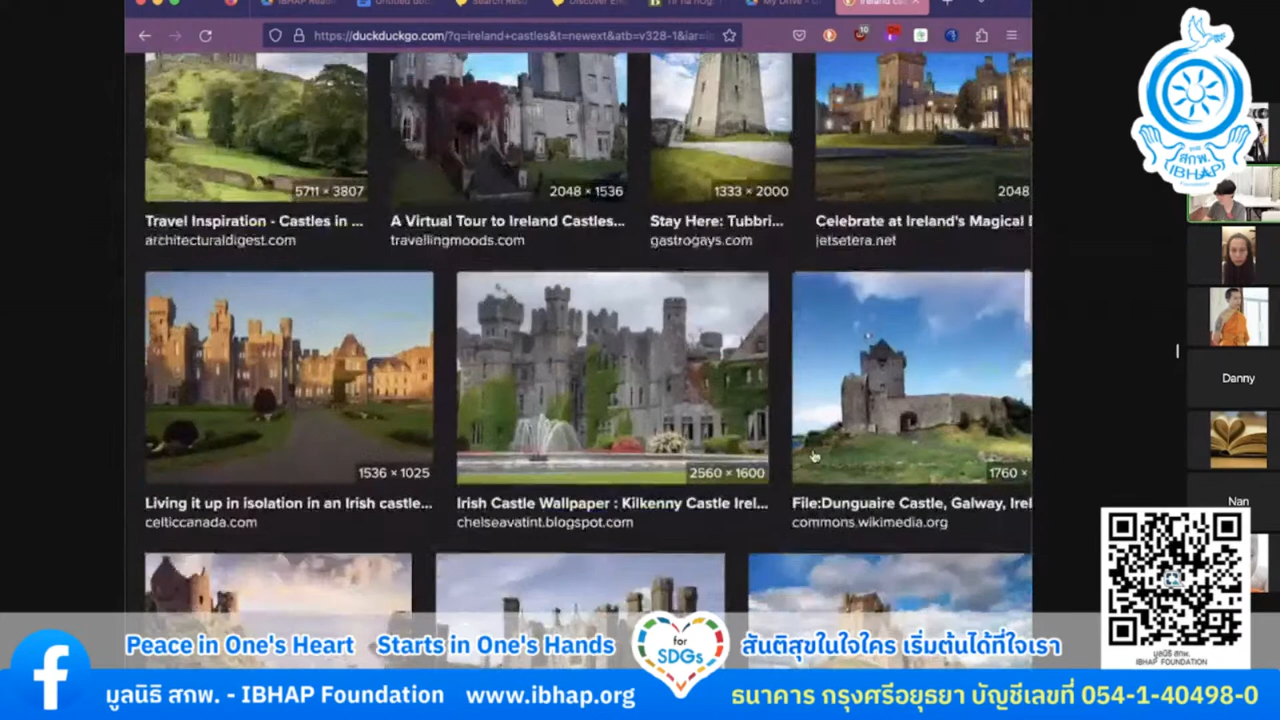 https://duckduckgo.com/?q=ireland+castles&t=newext&atb=v328-1&iar=i
5711 × 3807
2048 × 1536
1333 × 2000
2048
Travel Inspiration - Castles in ...
A Virtual Tour to Ireland Castles...
Stay Here: Tubbri...
Celebrate at Ireland's Magical
architecturaldigest.com
travellingmoods.com
gastrogays.com
jetsetera.net
1536 × 1025
2560 × 1600
1760 ×
Living it up in isolation in an Irish castle...
Irish Castle Wallpaper : Kilkenny Castle Irel...
File:Dunguaire Castle, Galway, Irel
celticcanada.com
chelseavatint.blogspot.com
commons.wikimedia.org
สกพ.
IBHAP
Danny
Nan
มูลนิธิ สกพ.
IBHAP FOUNDATION
Peace in One's Heart Starts in One's Hands
for
SDGs
สันติสุขในใจใคร เริ่มต้นได้ที่ใจเรา
มูลนิธิ สกพ. - IBHAP Foundation www.ibhap.org
ธนาคาร กรุงศรีอยุธยา บัญชีเลขที่ 054-1-40498-0